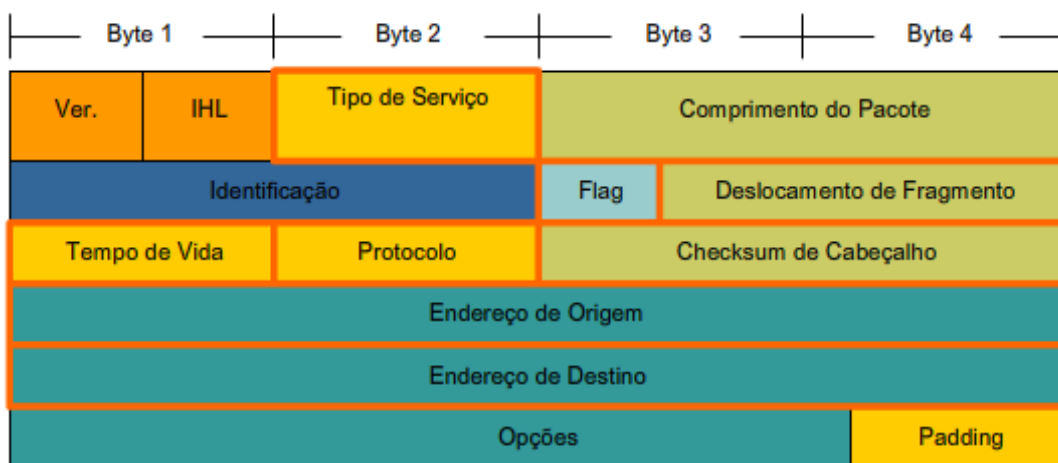 Byte 1 Byte 2 Byte 3 Byte 4
Ver. IHL Tipo de Serviço Comprimento do Pacote
Identificação Flag Deslocamento de Fragmento
Tempo de Vida Protocolo Checksum de Cabeçalho
Endereço de Origem
Endereço de Destino
Opções Padding